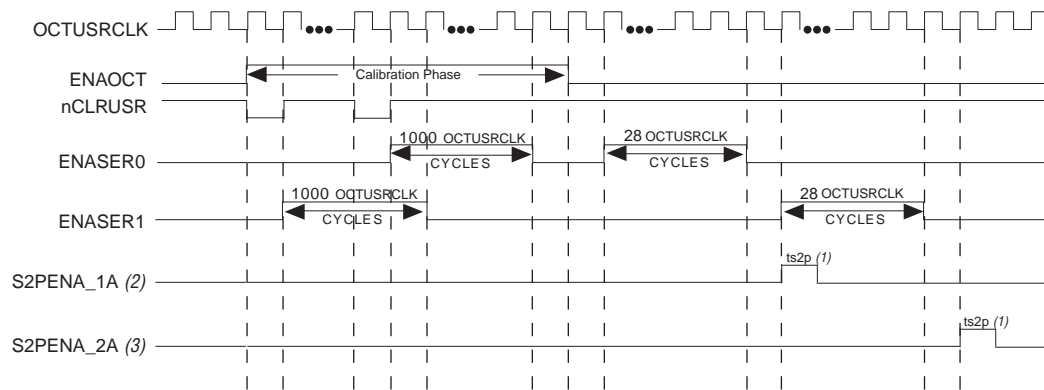 OCTUSRCLK
ENAOCT
Calibration Phase
nCLRUSR
ENASER0
1000 OCTUSRCLK
CYCLES
28 OCTUSRCLK
CYCLES
ENASER1
1000 OCTUSRCLK
CYCLES
28 OCTUSRCLK
CYCLES
S2PENA_1A (2)
ts2p (1)
S2PENA_2A (3)
ts2p (1)